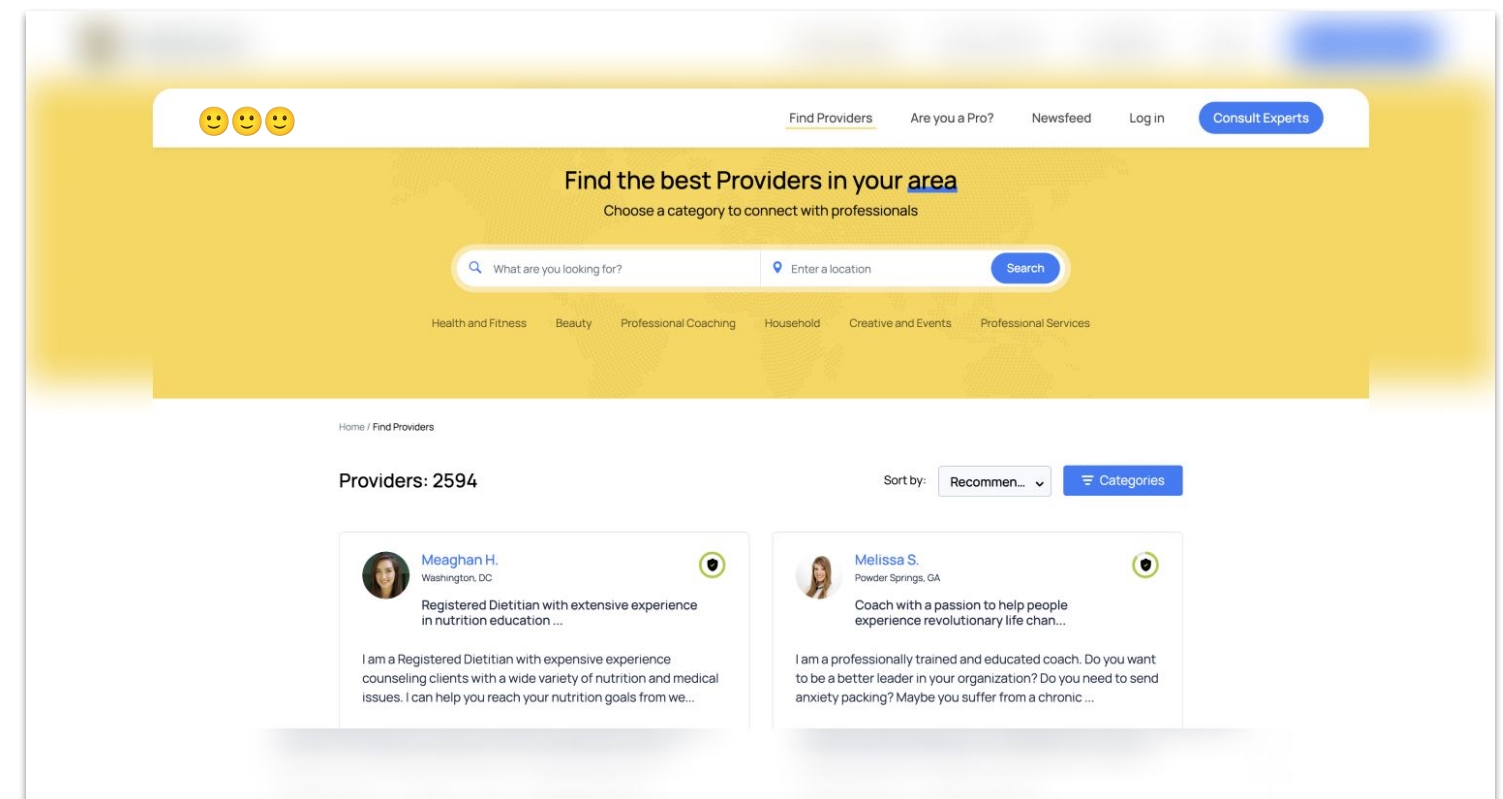 Find Providers Are you a Pro? Newsfeed Log in Consult Experts
Find the best Providers in your area
Choose a category to connect with professionals
What are you looking for? Enter a location Search
Health and Fitness Beauty Professional Coaching Household Creative and Events Professional Services
Home / Find Providers
Providers: 2594
Sort by: Recommen... Categories
Meaghan H.
Washington, DC
Registered Dietitian with extensive experience
in nutrition education ...
I am a Registered Dietitian with expensive experience
counseling clients with a wide variety of nutrition and medical
issues. I can help you reach your nutrition goals from we...
Melissa S.
Powder Springs, GA
Coach with a passion to help people
experience revolutionary life chan...
I am a professionally trained and educated coach. Do you want
to be a better leader in your organization? Do you need to send
anxiety packing? Maybe you suffer from a chronic ...